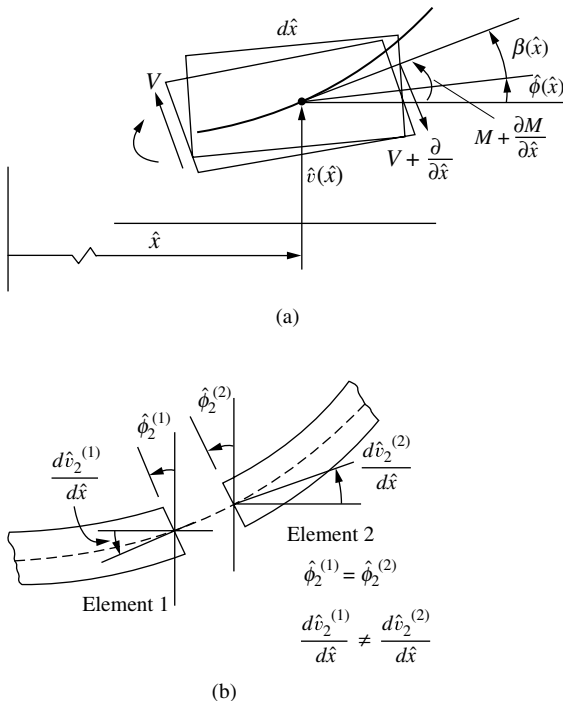 dx̂
β(x̂)
V
ϕ̂(x̂)
M + ∂M/∂x̂
V + ∂/∂x̂
v̂(x̂)
x̂
(a)
ϕ̂₂⁽²⁾
ϕ̂₂⁽¹⁾
dv̂₂⁽¹⁾/dx̂
dv̂₂⁽²⁾/dx̂
Element 2
ϕ̂₂⁽¹⁾ = ϕ̂₂⁽²⁾
Element 1
dv̂₂⁽¹⁾/dx̂ ≠ dv̂₂⁽²⁾/dx̂
(b)